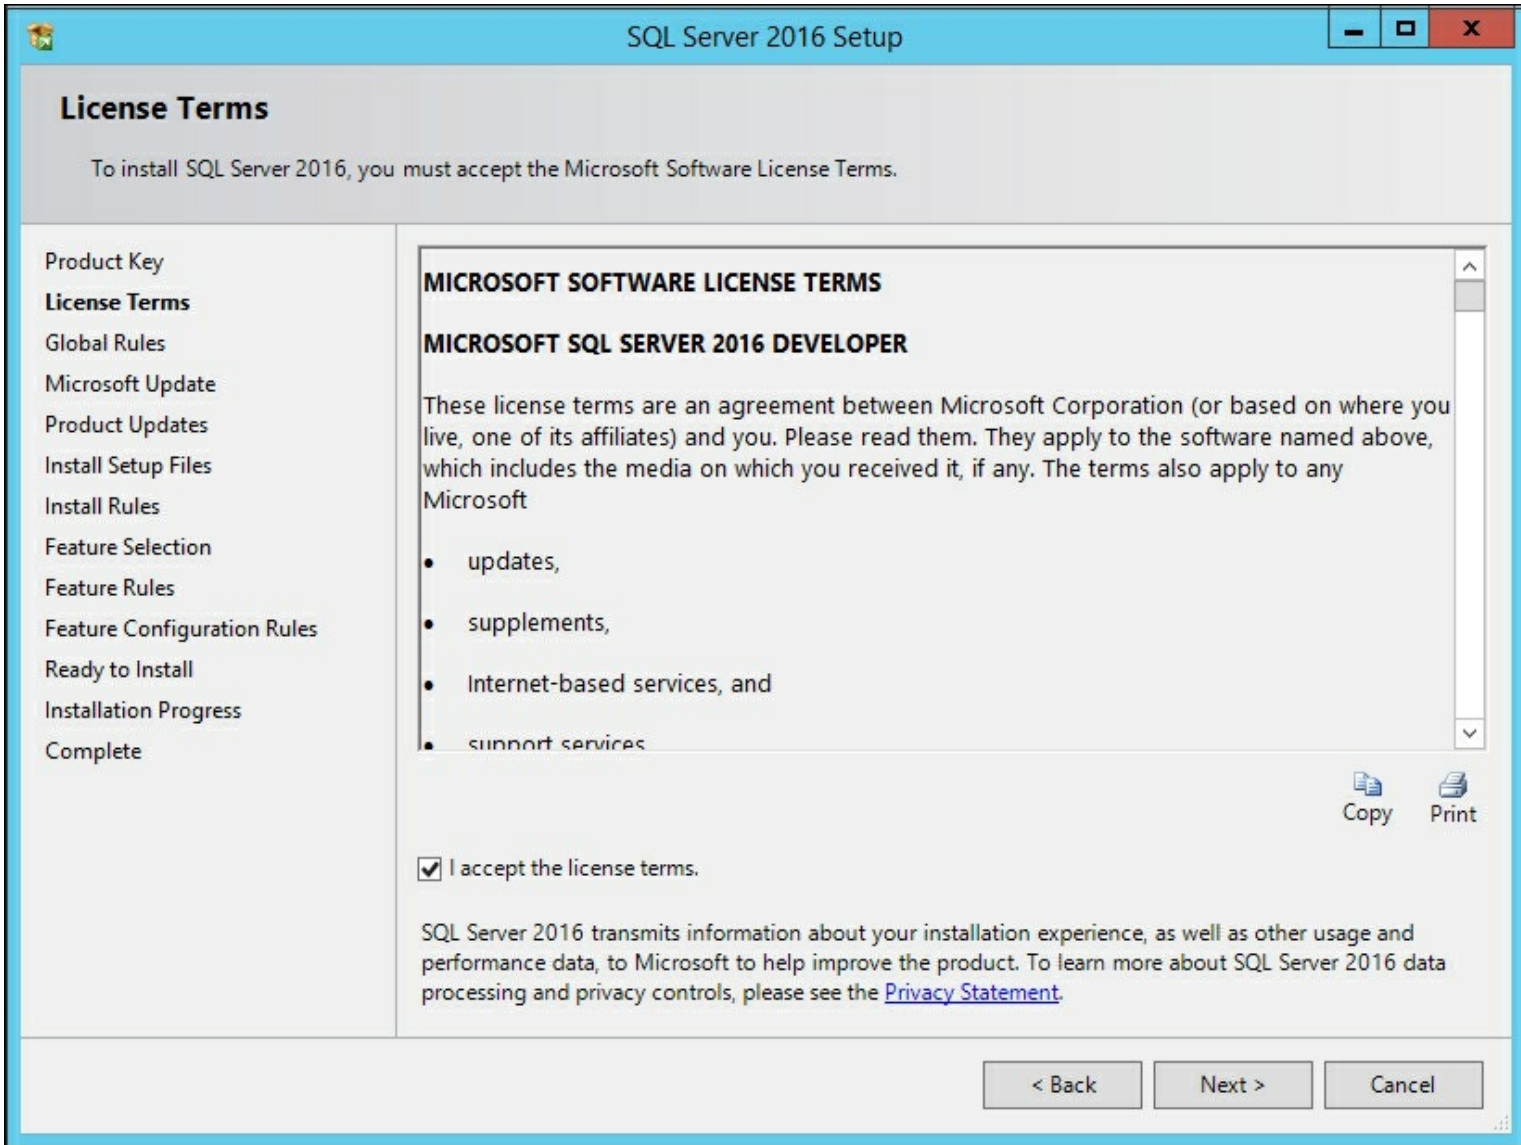 SQL Server 2016 Setup
License Terms
To install SQL Server 2016, you must accept the Microsoft Software License Terms.
Product Key
License Terms
Global Rules
Microsoft Update
Product Updates
Install Setup Files
Install Rules
Feature Selection
Feature Rules
Feature Configuration Rules
Ready to Install
Installation Progress
Complete
MICROSOFT SOFTWARE LICENSE TERMS
MICROSOFT SQL SERVER 2016 DEVELOPER
These license terms are an agreement between Microsoft Corporation (or based on where you
live, one of its affiliates) and you. Please read them. They apply to the software named above,
which includes the media on which you received it, if any. The terms also apply to any
Microsoft
• updates,
• supplements,
• Internet-based services, and
• support services
Copy
Print
I accept the license terms.
SQL Server 2016 transmits information about your installation experience, as well as other usage and
performance data, to Microsoft to help improve the product. To learn more about SQL Server 2016 data
processing and privacy controls, please see the Privacy Statement.
< Back
Next >
Cancel